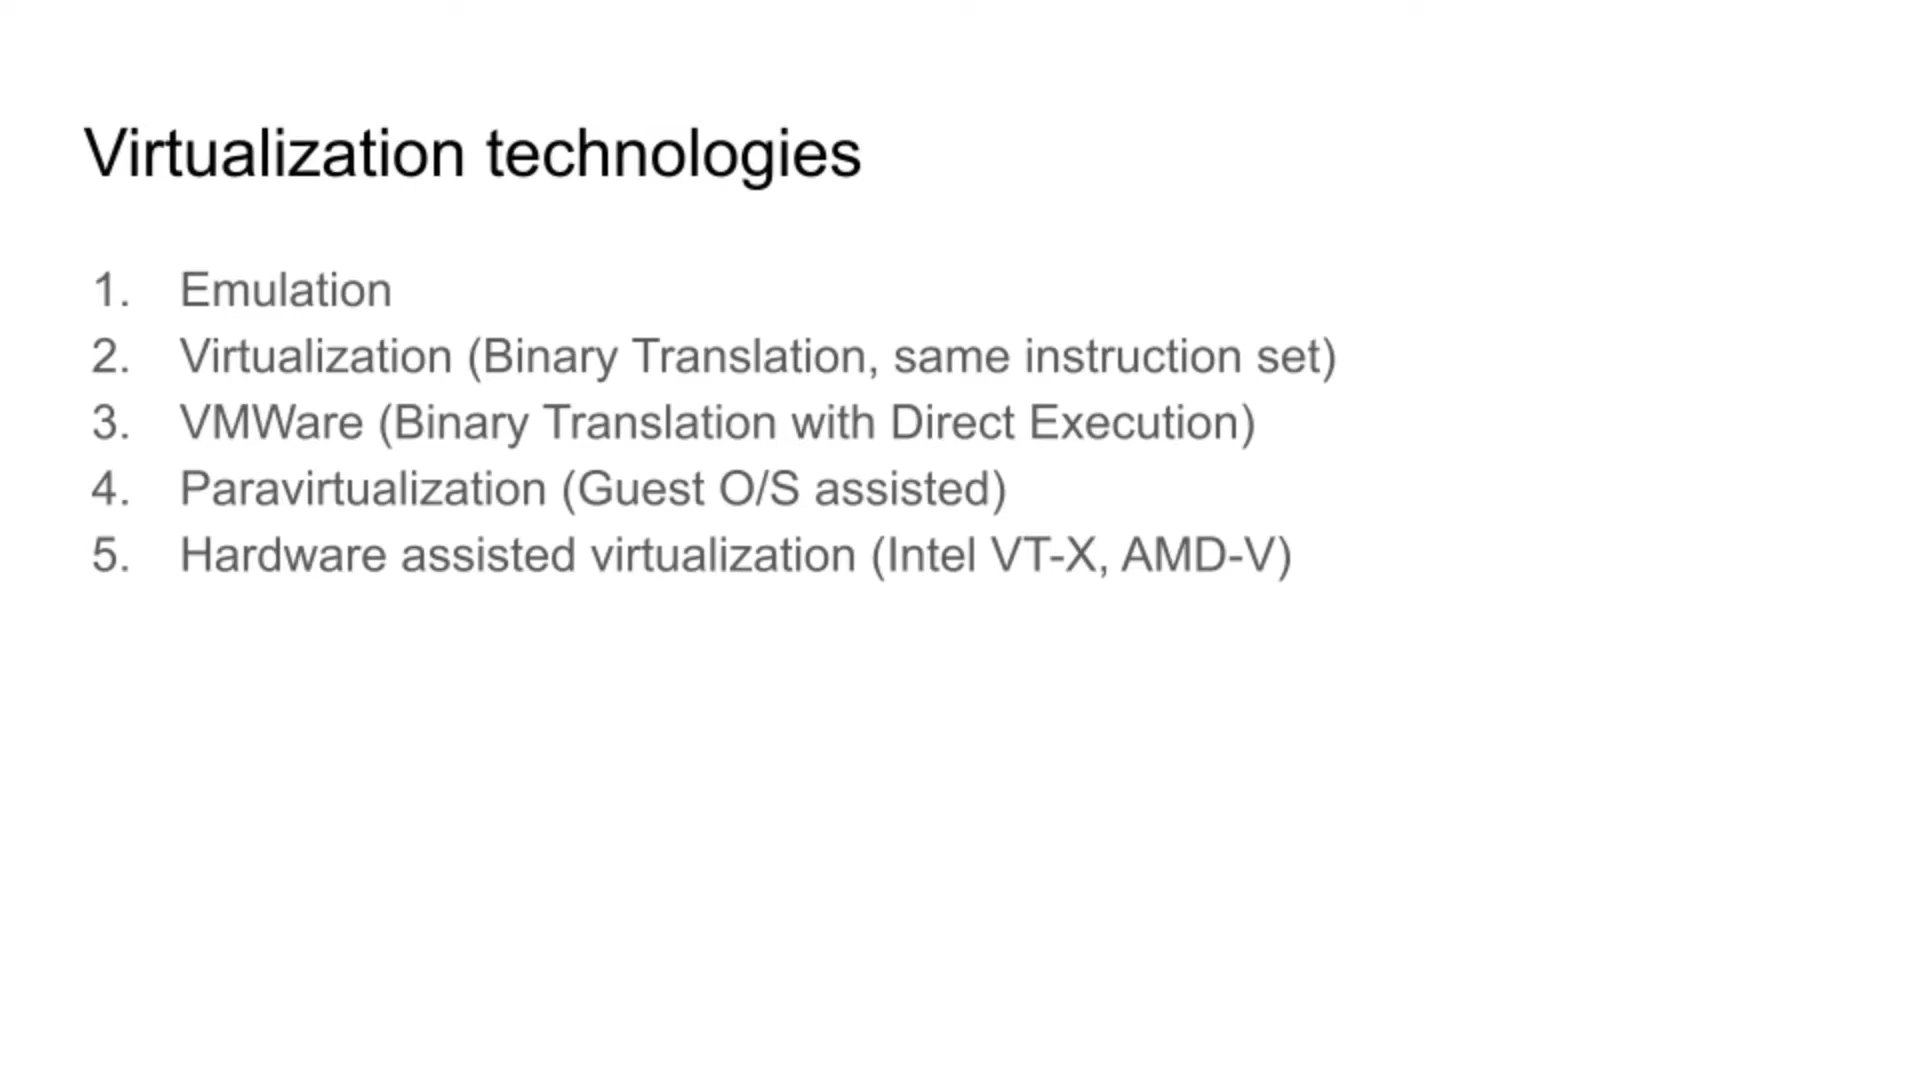 Virtualization technologies
1. Emulation
2. Virtualization (Binary Translation, same instruction set)
3. VMWare (Binary Translation with Direct Execution)
4. Paravirtualization (Guest O/S assisted)
5. Hardware assisted virtualization (Intel VT-X, AMD-V)